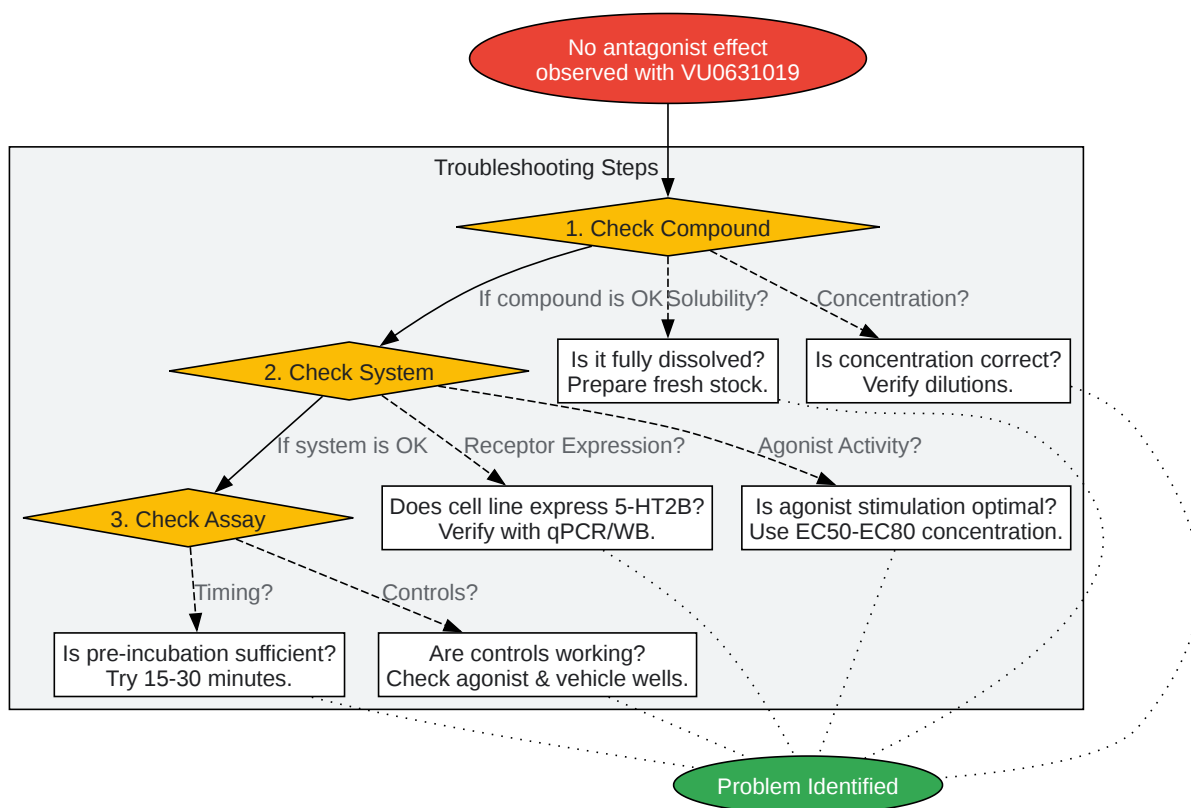 No antagonist effect
observed with VU0631019
Troubleshooting Steps
1. Check Compound
If compound is OK
Solubility?
Concentration?
Is it fully dissolved?
Prepare fresh stock.
Is concentration correct?
Verify dilutions.
2. Check System
If system is OK
Receptor Expression?
Agonist Activity?
Does cell line express 5-HT2B?
Verify with qPCR/WB.
Is agonist stimulation optimal?
Use EC50-EC80 concentration.
3. Check Assay
Timing?
Controls?
Is pre-incubation sufficient?
Try 15-30 minutes.
Are controls working?
Check agonist & vehicle wells.
Problem Identified